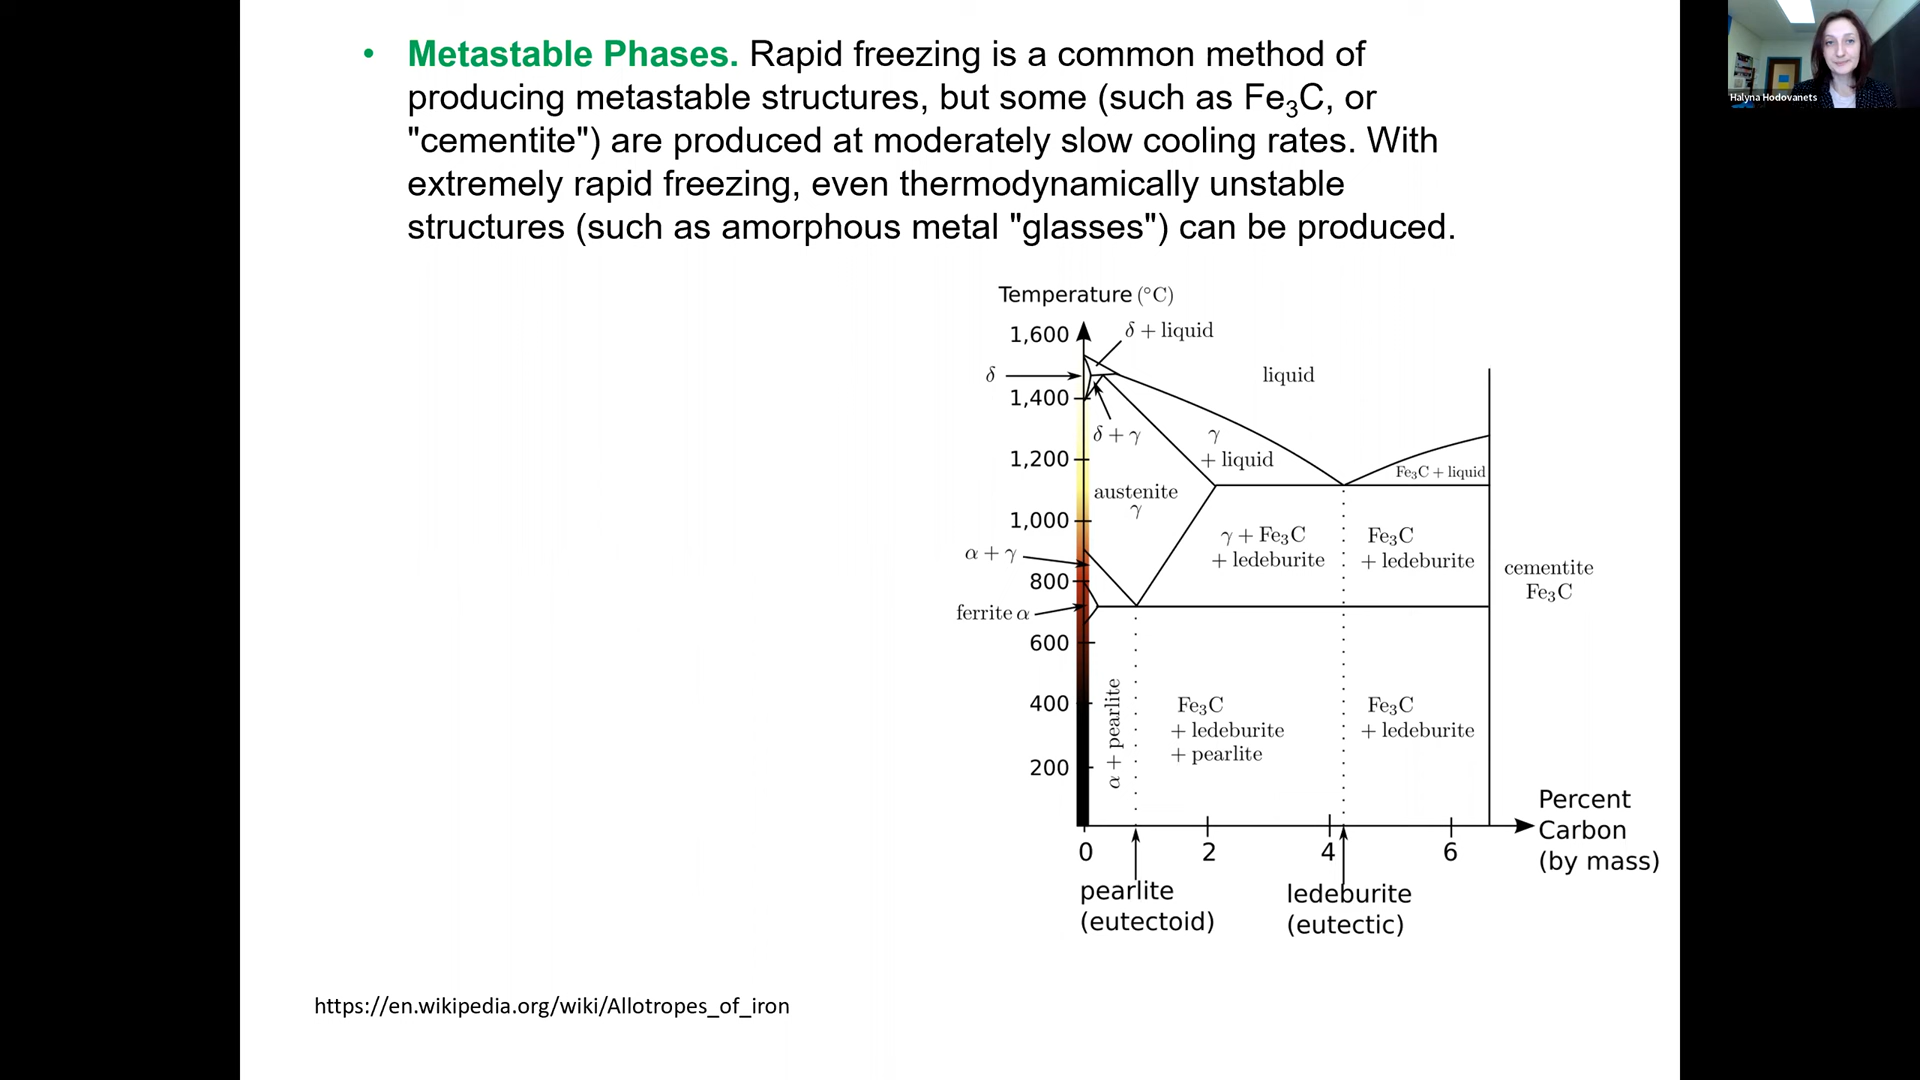 • Metastable Phases. Rapid freezing is a common method of
producing metastable structures, but some (such as Fe₃C, or
"cementite") are produced at moderately slow cooling rates. With
extremely rapid freezing, even thermodynamically unstable
structures (such as amorphous metal "glasses") can be produced.
Halyna Hodovanets
Temperature (°C)
1,600
δ + liquid
δ
liquid
1,400
δ + γ
γ
+ liquid
1,200
Fe₃C + liquid
austenite
γ
1,000
γ + Fe₃C
+ ledeburite
Fe₃C
+ ledeburite
α + γ
cementite
Fe₃C
800
ferrite α
600
400
200
α + pearlite
Fe₃C
+ ledeburite
+ pearlite
Fe₃C
+ ledeburite
Percent
Carbon
(by mass)
0
2
4
6
pearlite
(eutectoid)
ledeburite
(eutectic)
https://en.wikipedia.org/wiki/Allotropes_of_iron